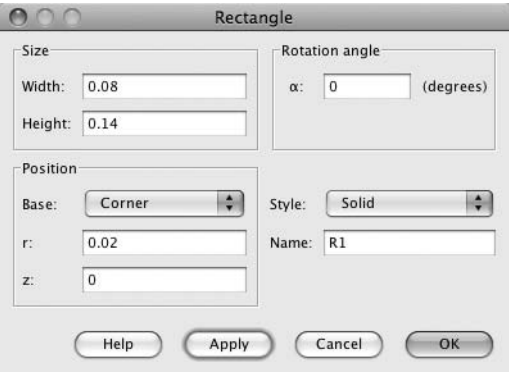 Rectangle
Size
Width: 0.08
Height: 0.14
Rotation angle
α: 0 (degrees)
Position
Base: Corner
r: 0.02
z: 0
Style: Solid
Name: R1
Help Apply Cancel OK